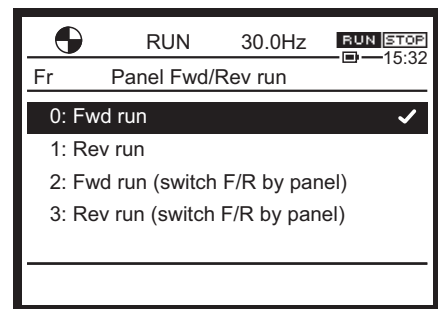 RUN 30.0Hz RUN STOP
15:32
Fr Panel Fwd/Rev run
0: Fwd run
1: Rev run
2: Fwd run (switch F/R by panel)
3: Rev run (switch F/R by panel)